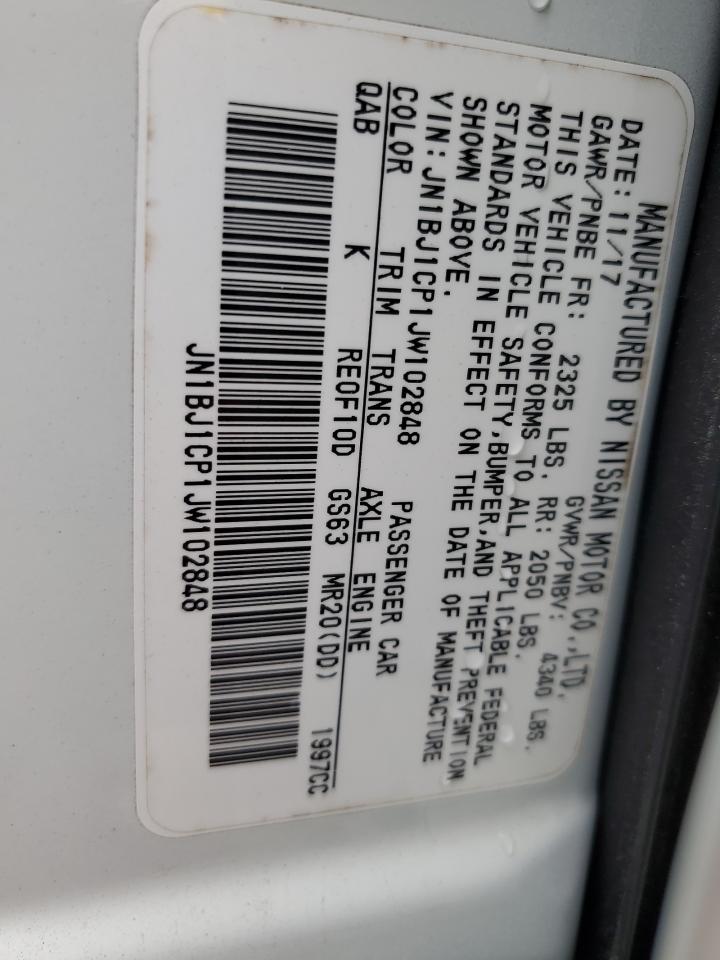 MANUFACTURED BY NISSAN MOTOR CO.,LTD.
DATE: 11/17 GVWR/PNBV: 4340 LBS.
GAWR/PNBE FR: 2325 LBS. RR: 2050 LBS.
THIS VEHICLE CONFORMS TO ALL APPLICABLE FEDERAL
MOTOR VEHICLE SAFETY,BUMPER,AND THEFT PREVENTION
STANDARDS IN EFFECT ON THE DATE OF MANUFACTURE
SHOWN ABOVE.
VIN:JN1BJ1CP1JW102848 PASSENGER CAR
COLOR TRIM TRANS AXLE ENGINE
QAB K RE0F10D GS63 MR20(DD) 1997CC
JN1BJ1CP1JW102848